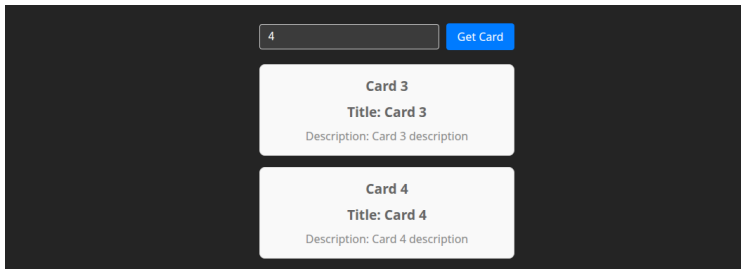 4
Get Card
Card 3
Title: Card 3
Description: Card 3 description
Card 4
Title: Card 4
Description: Card 4 description